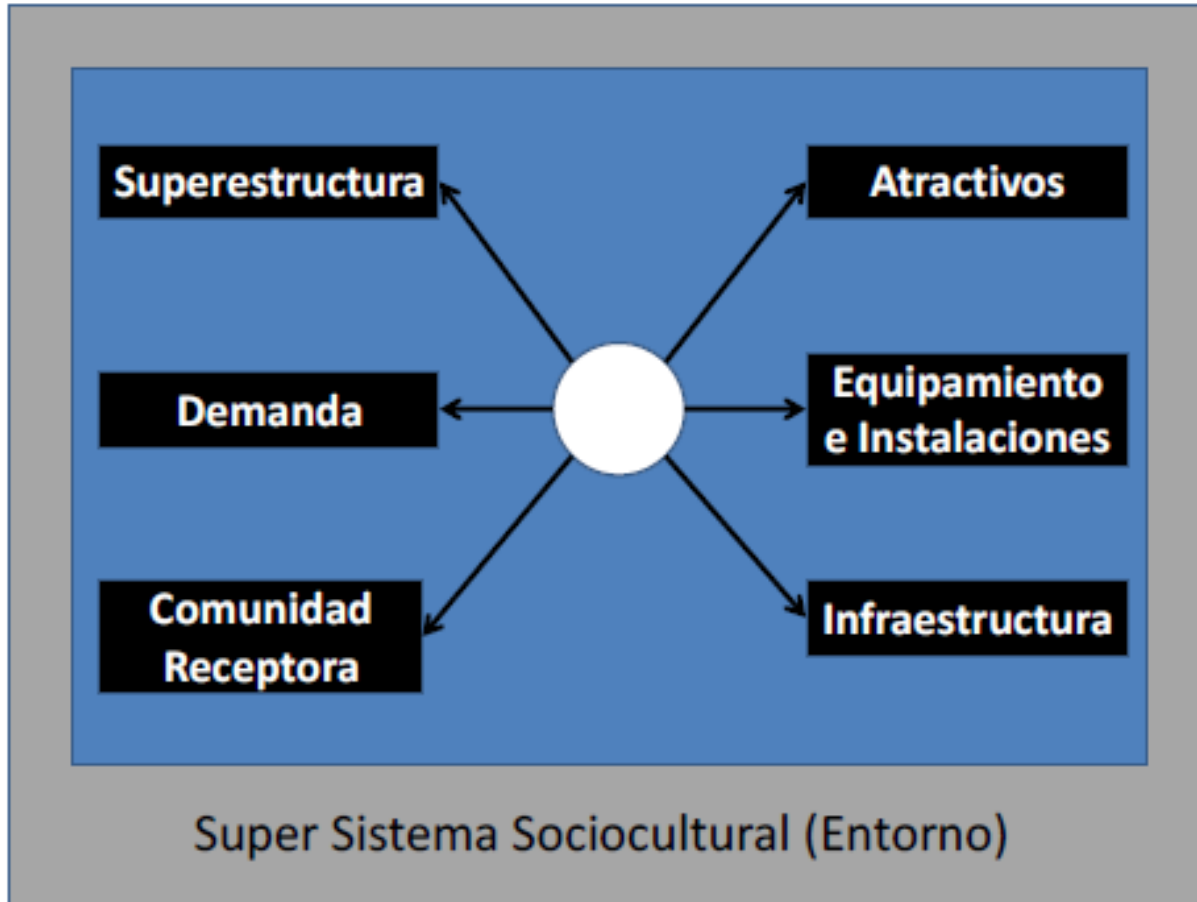 Superestructura
Atractivos
Demanda
Equipamiento
e Instalaciones
Comunidad
Receptora
Infraestructura
Super Sistema Sociocultural (Entorno)